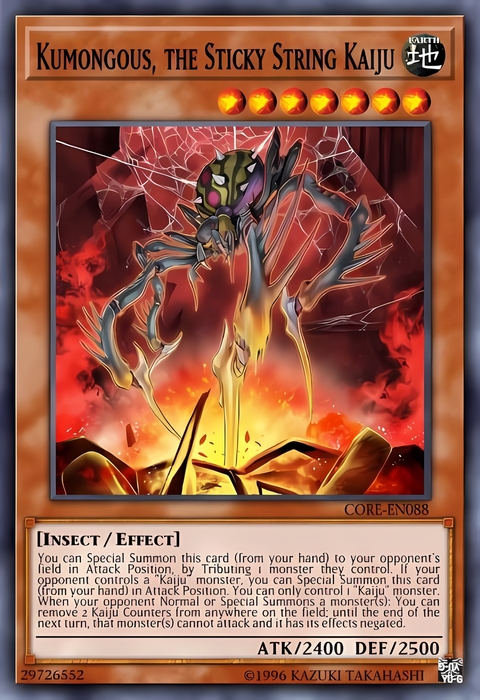 KUMONGOUS, THE STICKY STRING KAIJU
EARTH
地
CORE-EN088
[INSECT / EFFECT]
You can Special Summon this card (from your hand) to your opponent's
field in Attack Position, by Tributing 1 monster they control. If your
opponent controls a "Kaiju" monster, you can Special Summon this card
(from your hand) in Attack Position. You can only control 1 "Kaiju" monster.
When your opponent Normal or Special Summons a monster(s): You can
remove 2 Kaiju Counters from anywhere on the field; until the end of the
next turn, that monster(s) cannot attack and it has its effects negated.
ATK/2400 DEF/2500
29726552
©1996 KAZUKI TAKAHASHI